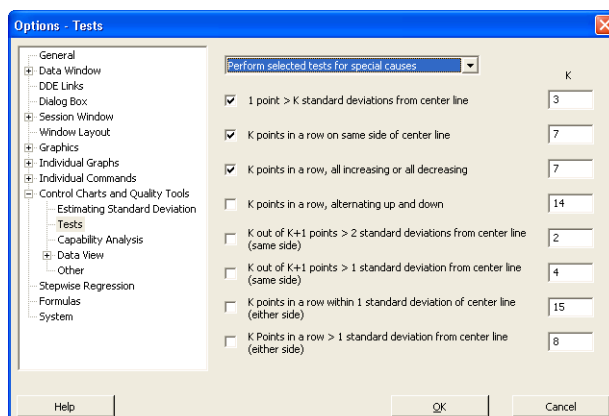 Options - Tests
General
Data Window
DDE Links
Dialog Box
Session Window
Window Layout
Graphics
Individual Graphs
Individual Commands
Control Charts and Quality Tools
Estimating Standard Deviation
Tests
Capability Analysis
Data View
Other
Stepwise Regression
Formulas
System
Perform selected tests for special causes
K
1 point > K standard deviations from center line
3
K points in a row on same side of center line
7
K points in a row, all increasing or all decreasing
7
K points in a row, alternating up and down
14
K out of K+1 points > 2 standard deviations from center line
(same side)
2
K out of K+1 points > 1 standard deviation from center line
(same side)
4
K points in a row within 1 standard deviation of center line
(either side)
15
K Points in a row > 1 standard deviation from center line
(either side)
8
Help
OK
Cancel